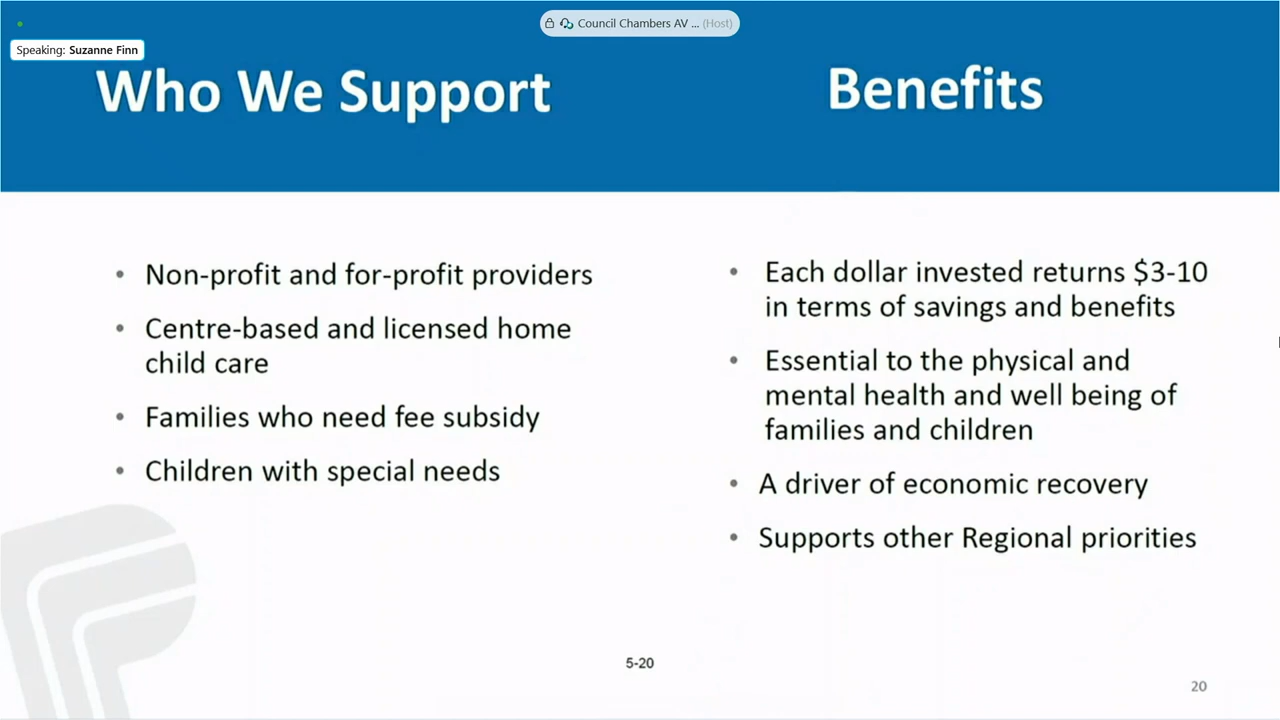 Council Chambers AV ... (Host)
Speaking: Suzanne Finn
Who We Support
Benefits
• Non-profit and for-profit providers
• Centre-based and licensed home
child care
• Families who need fee subsidy
• Children with special needs
• Each dollar invested returns $3-10
in terms of savings and benefits
• Essential to the physical and
mental health and well being of
families and children
• A driver of economic recovery
• Supports other Regional priorities
5-20
20